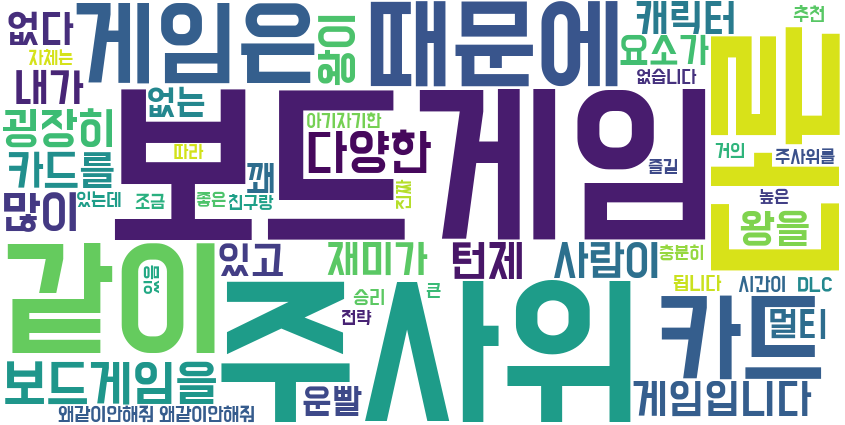 없다
게임은
왕이
때문에
캐릭터
추천
자체는
요소가
내가
없는
없습니다
굉장히
아기자기한
보드게임
다양한
따라
거의
주사위를
카드를
꽤
즐길
많이
있는데
조금
좋은
친구랑
높은
왕을
같이
있고
재미가
턴제
사람이
충분히
됩니다
시간이
DLC
승리
큰
주사위
전략
카드
멀티
보드게임을
운빨
게임입니다
왜같이안해줘 왜같이안해줘